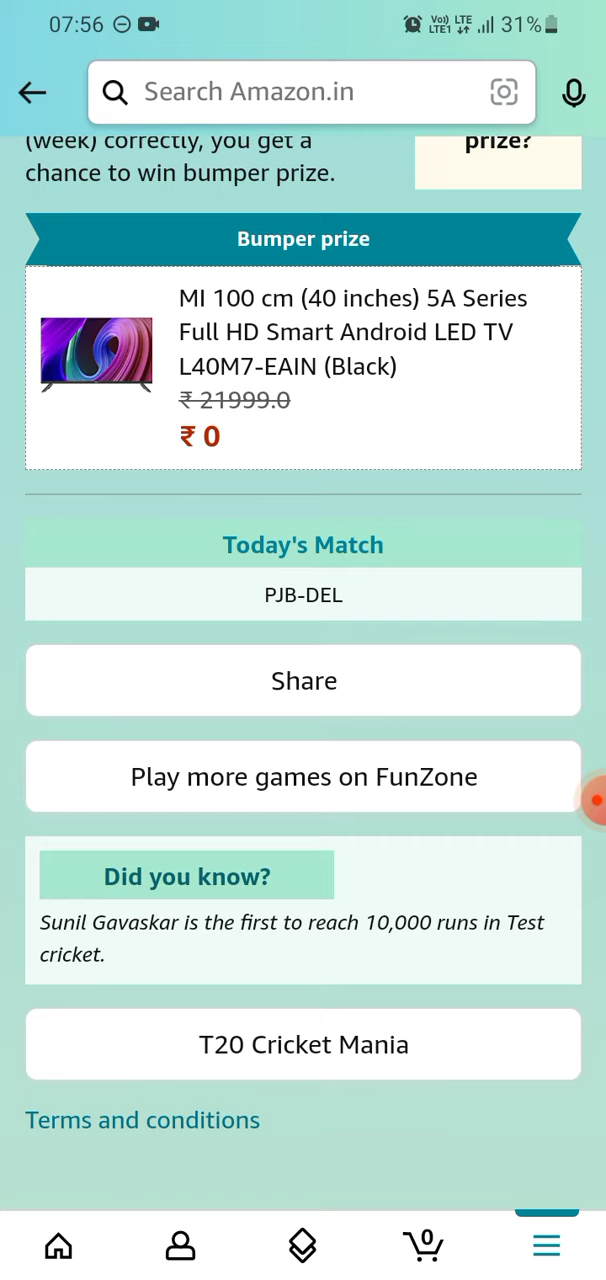 07:56
Vo)) LTE
LTE1
31%
Search Amazon.in
(week) correctly, you get a
chance to win bumper prize.
prize?
Bumper prize
MI 100 cm (40 inches) 5A Series
Full HD Smart Android LED TV
L40M7-EAIN (Black)
₹ 21999.0
₹ 0
Today's Match
PJB-DEL
Share
Play more games on FunZone
Did you know?
Sunil Gavaskar is the first to reach 10,000 runs in Test
cricket.
T20 Cricket Mania
Terms and conditions
0